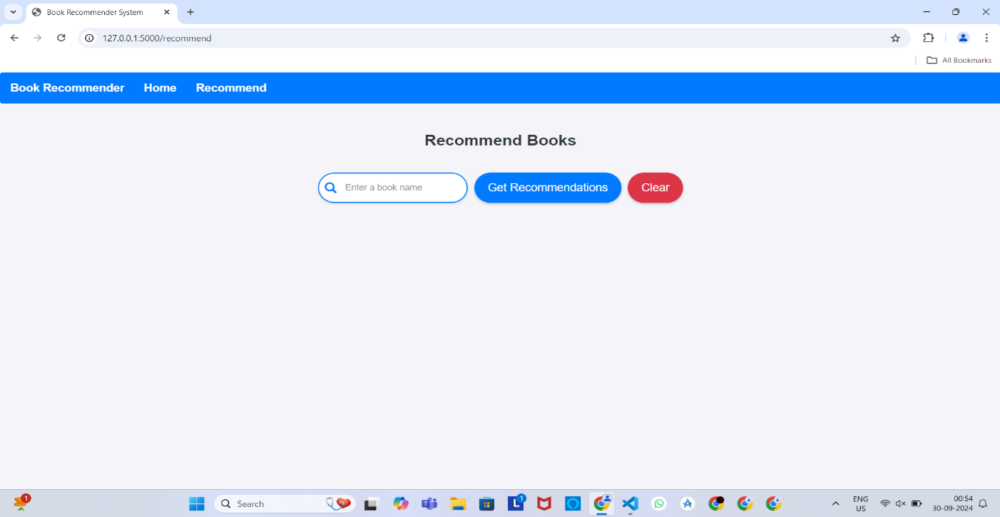 Book Recommender System
127.0.0.1:5000/recommend
All Bookmarks
Book Recommender Home Recommend
Recommend Books
Enter a book name Get Recommendations Clear
1 Search T L 1 ENG 00:54
US 30-09-2024